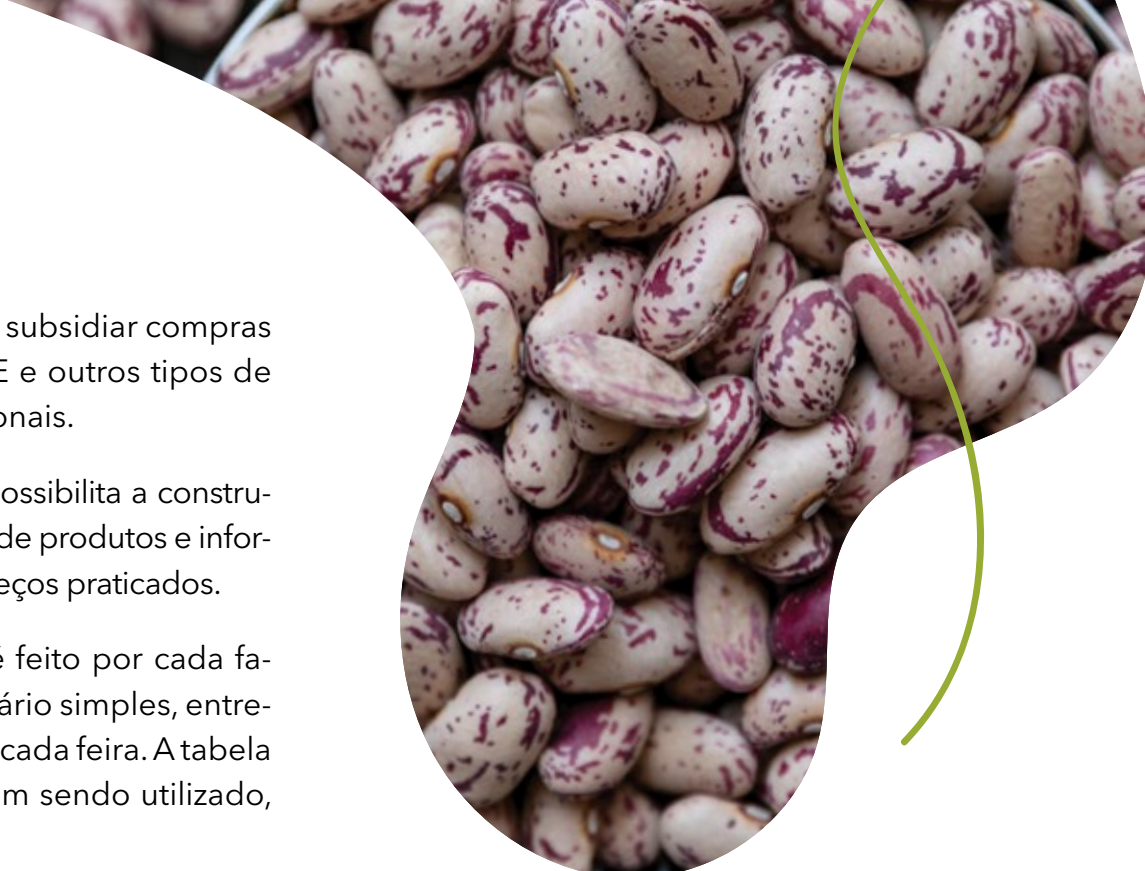 subsidiar compras
E e outros tipos de
onais.
ossibilita a constru-
de produtos e infor-
eços praticados.
é feito por cada fa-
ário simples, entre-
cada feira. A tabela
m sendo utilizado,